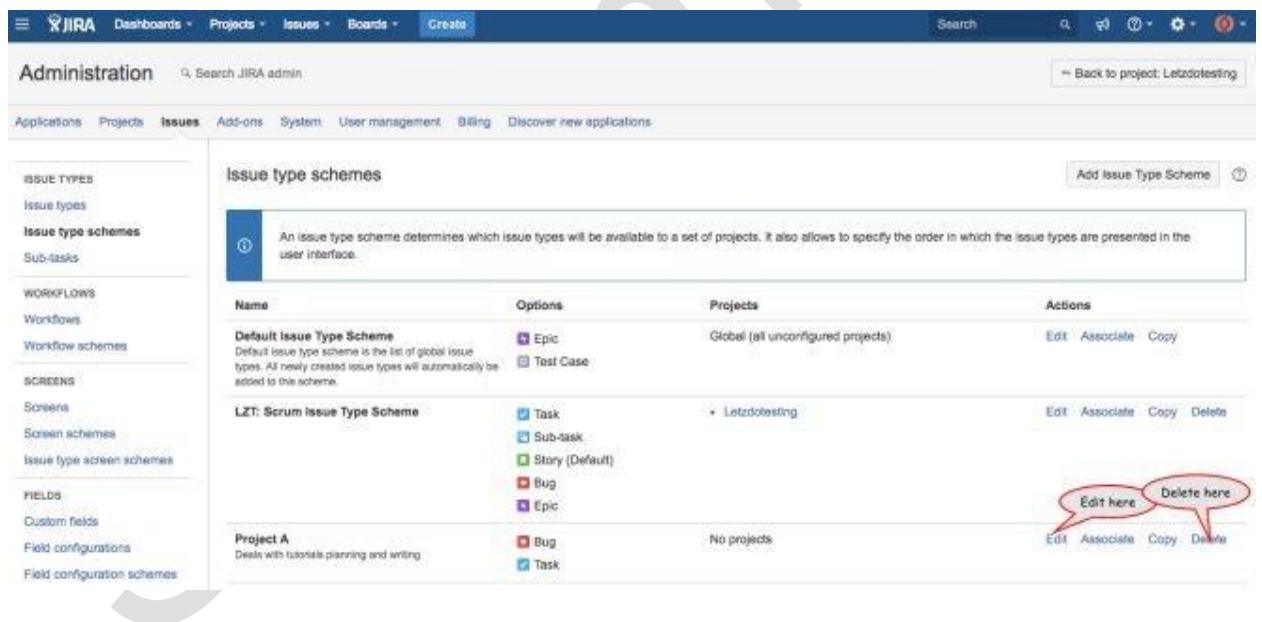 JIRA Dashboards Projects Issues Boards Create Search
Administration Search JIRA admin Back to project: Letzdotesting
Applications Projects Issues Add-ons System User management Billing Discover new applications
ISSUE TYPES
Issue types
Issue type schemes
Sub-tasks
WORKFLOWS
Workflows
Workflow schemes
SCREENS
Screens
Screen schemes
Issue type screen schemes
FIELDS
Custom fields
Field configurations
Field configuration schemes
Issue type schemes Add Issue Type Scheme
An issue type scheme determines which issue types will be available to a set of projects. It also allows to specify the order in which the issue types are presented in the
user interface.
Name Options Projects Actions
Default Issue Type Scheme
Default issue type scheme is the list of global issue
types. All newly created issue types will automatically be
added to this scheme.
Epic
Test Case
Global (all unconfigured projects)
Edit Associate Copy
LZT: Scrum Issue Type Scheme
Task
Sub-task
Story (Default)
Bug
Epic
• Letzdotesting
Edit Associate Copy Delete
Edit here
Delete here
Project A
Deals with tutorials planning and writing
Bug
Task
No projects
Edit Associate Copy Delete